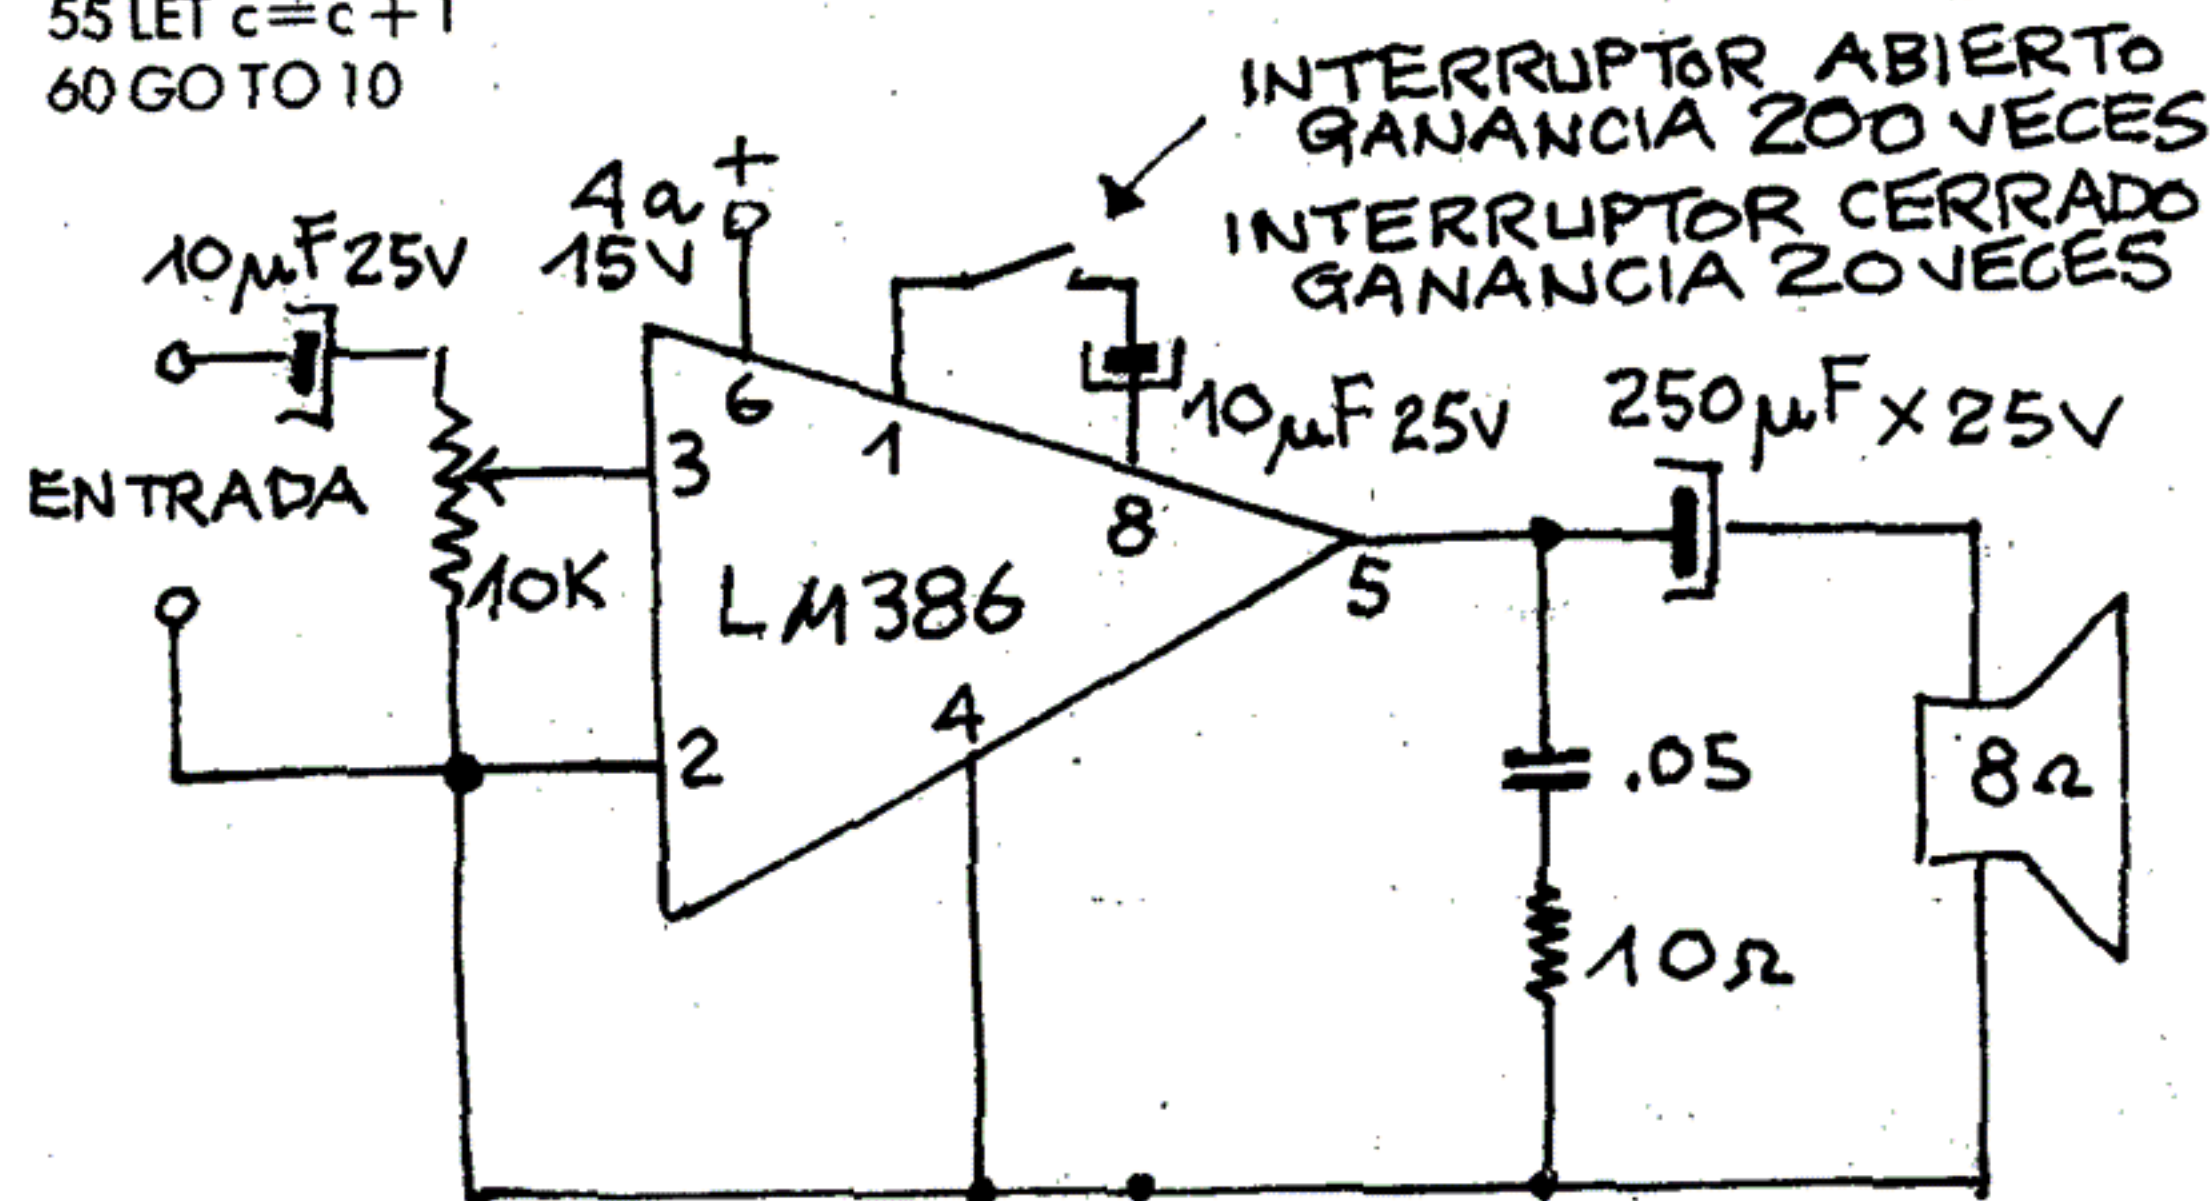 55 LET c=c+1
60 GO TO 10
INTERRUPTOR ABIERTO
GANANCIA 200 VECES
INTERRUPTOR CERRADO
GANANCIA 20 VECES
4 a +
15V
10μF 25V
ENTRADA
10K
6
1
8
3
2
4
5
LM386
10μF 25V
250μF x 25V
.05
10Ω
8Ω